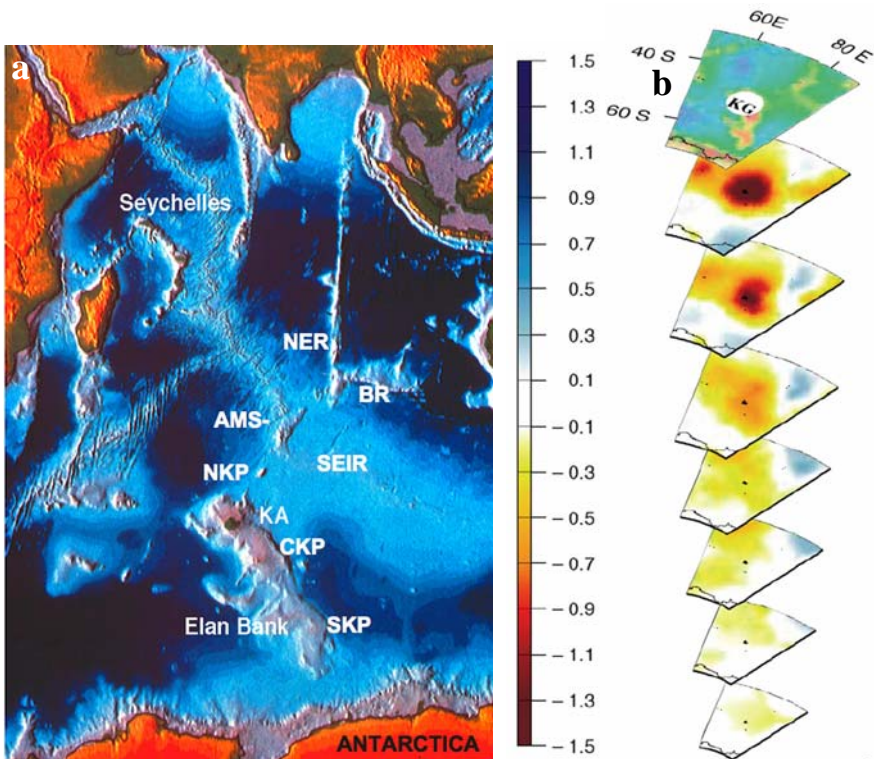 a
Seychelles
NER
BR
AMS-
SEIR
NKP
KA
CKP
Elan Bank
SKP
ANTARCTICA
1.5
1.3
1.1
0.9
0.7
0.5
0.3
0.1
− 0.1
− 0.3
− 0.5
− 0.7
− 0.9
− 1.1
− 1.3
− 1.5
b
60E
80 E
40 S
60 S
KG